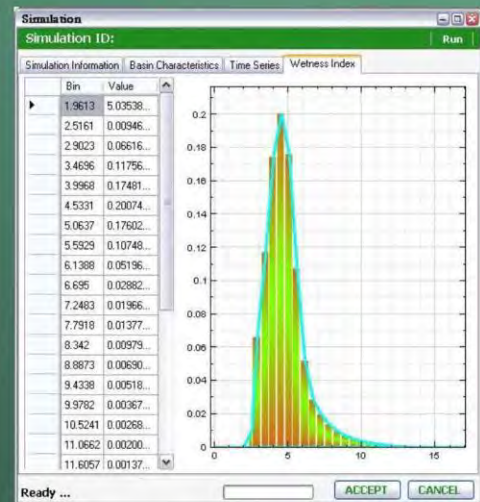 Simulation
Simulation ID:
Run
Simulation Information
Basin Characteristics
Time Series
Wetness Index
Bin Value
1.9613 5.03538...
2.5161 0.00946...
2.9023 0.06616...
3.4696 0.11756...
3.9968 0.17481...
4.5331 0.20074...
5.0637 0.17602...
5.5929 0.10748...
6.1388 0.05196...
6.695 0.02882...
7.2483 0.01966...
7.7918 0.01377...
8.342 0.00979...
8.8873 0.00690...
9.4338 0.00518...
9.9782 0.00367...
10.5241 0.00268...
11.0662 0.00200...
11.6057 0.00137...
0.2
0.18
0.16
0.14
0.12
0.1
0.08
0.06
0.04
0.02
0
0 5 10 15
Ready ...
ACCEPT
CANCEL